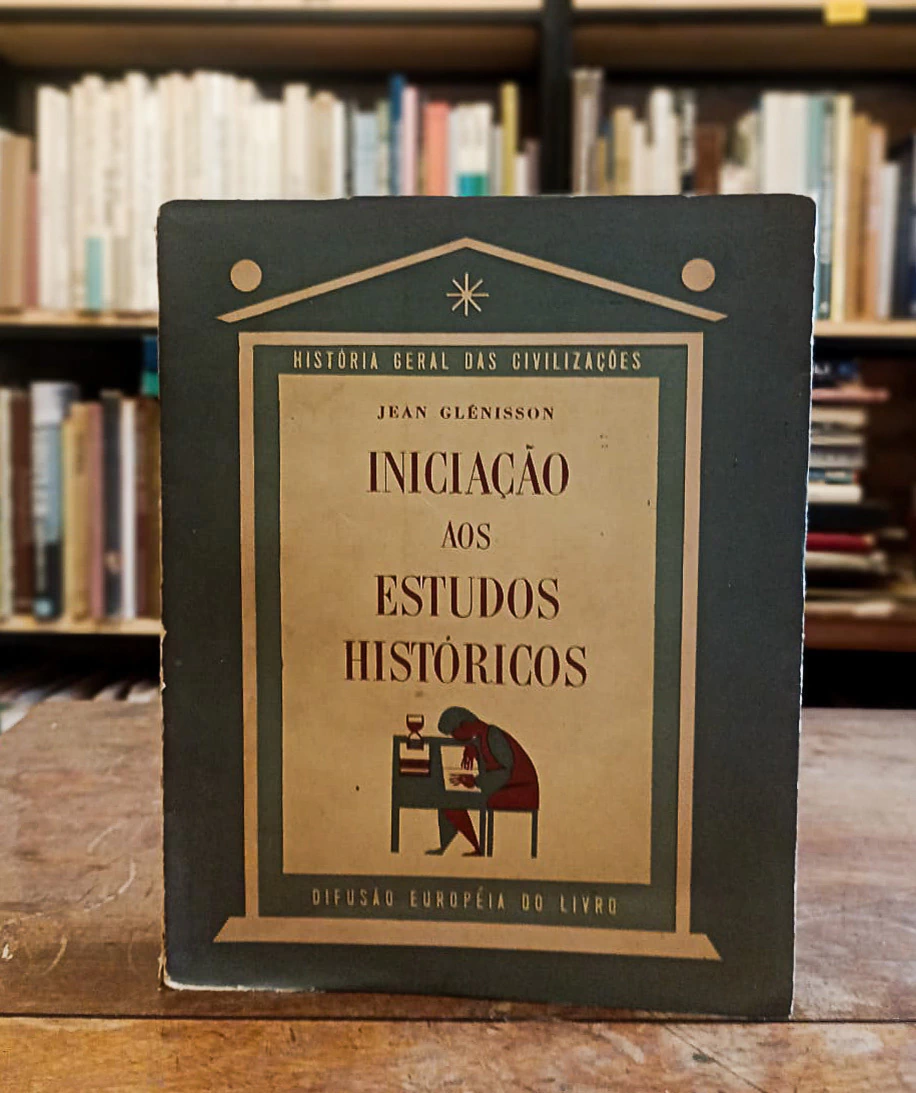 HISTÓRIA GERAL DAS CIVILIZAÇÕES
JEAN GLÉNISSON
INICIAÇÃO
AOS
ESTUDOS
HISTÓRICOS
DIFUSÃO EUROPÉIA DO LIVRO